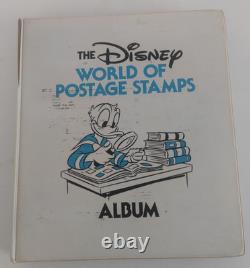 THE Disney
WORLD OF
POSTAGE STAMPS
ALBUM